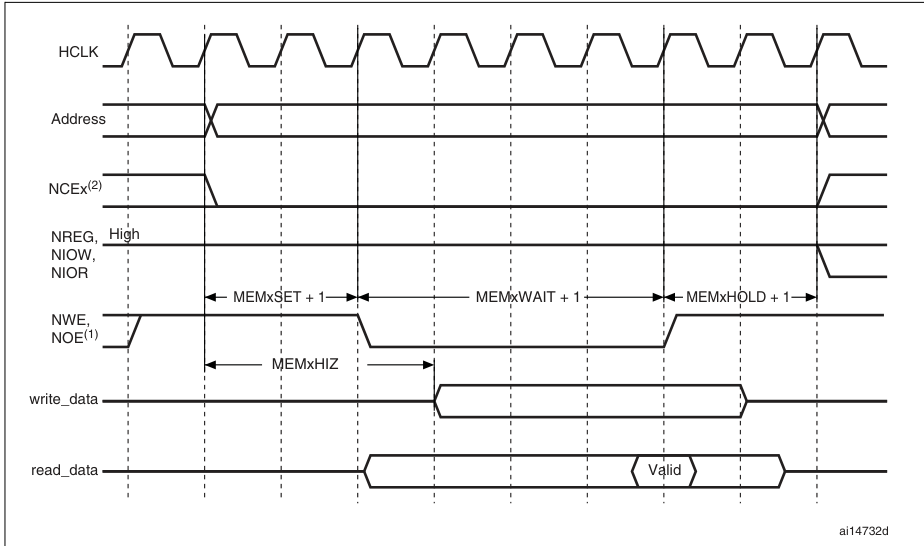 HCLK
Address
NCEx(2)
High
NREG,
NIOW,
NIOR
MEMxSET + 1
MEMxWAIT + 1
MEMxHOLD + 1
NWE,
NOE(1)
MEMxHIZ
write_data
read_data
Valid
ai14732d